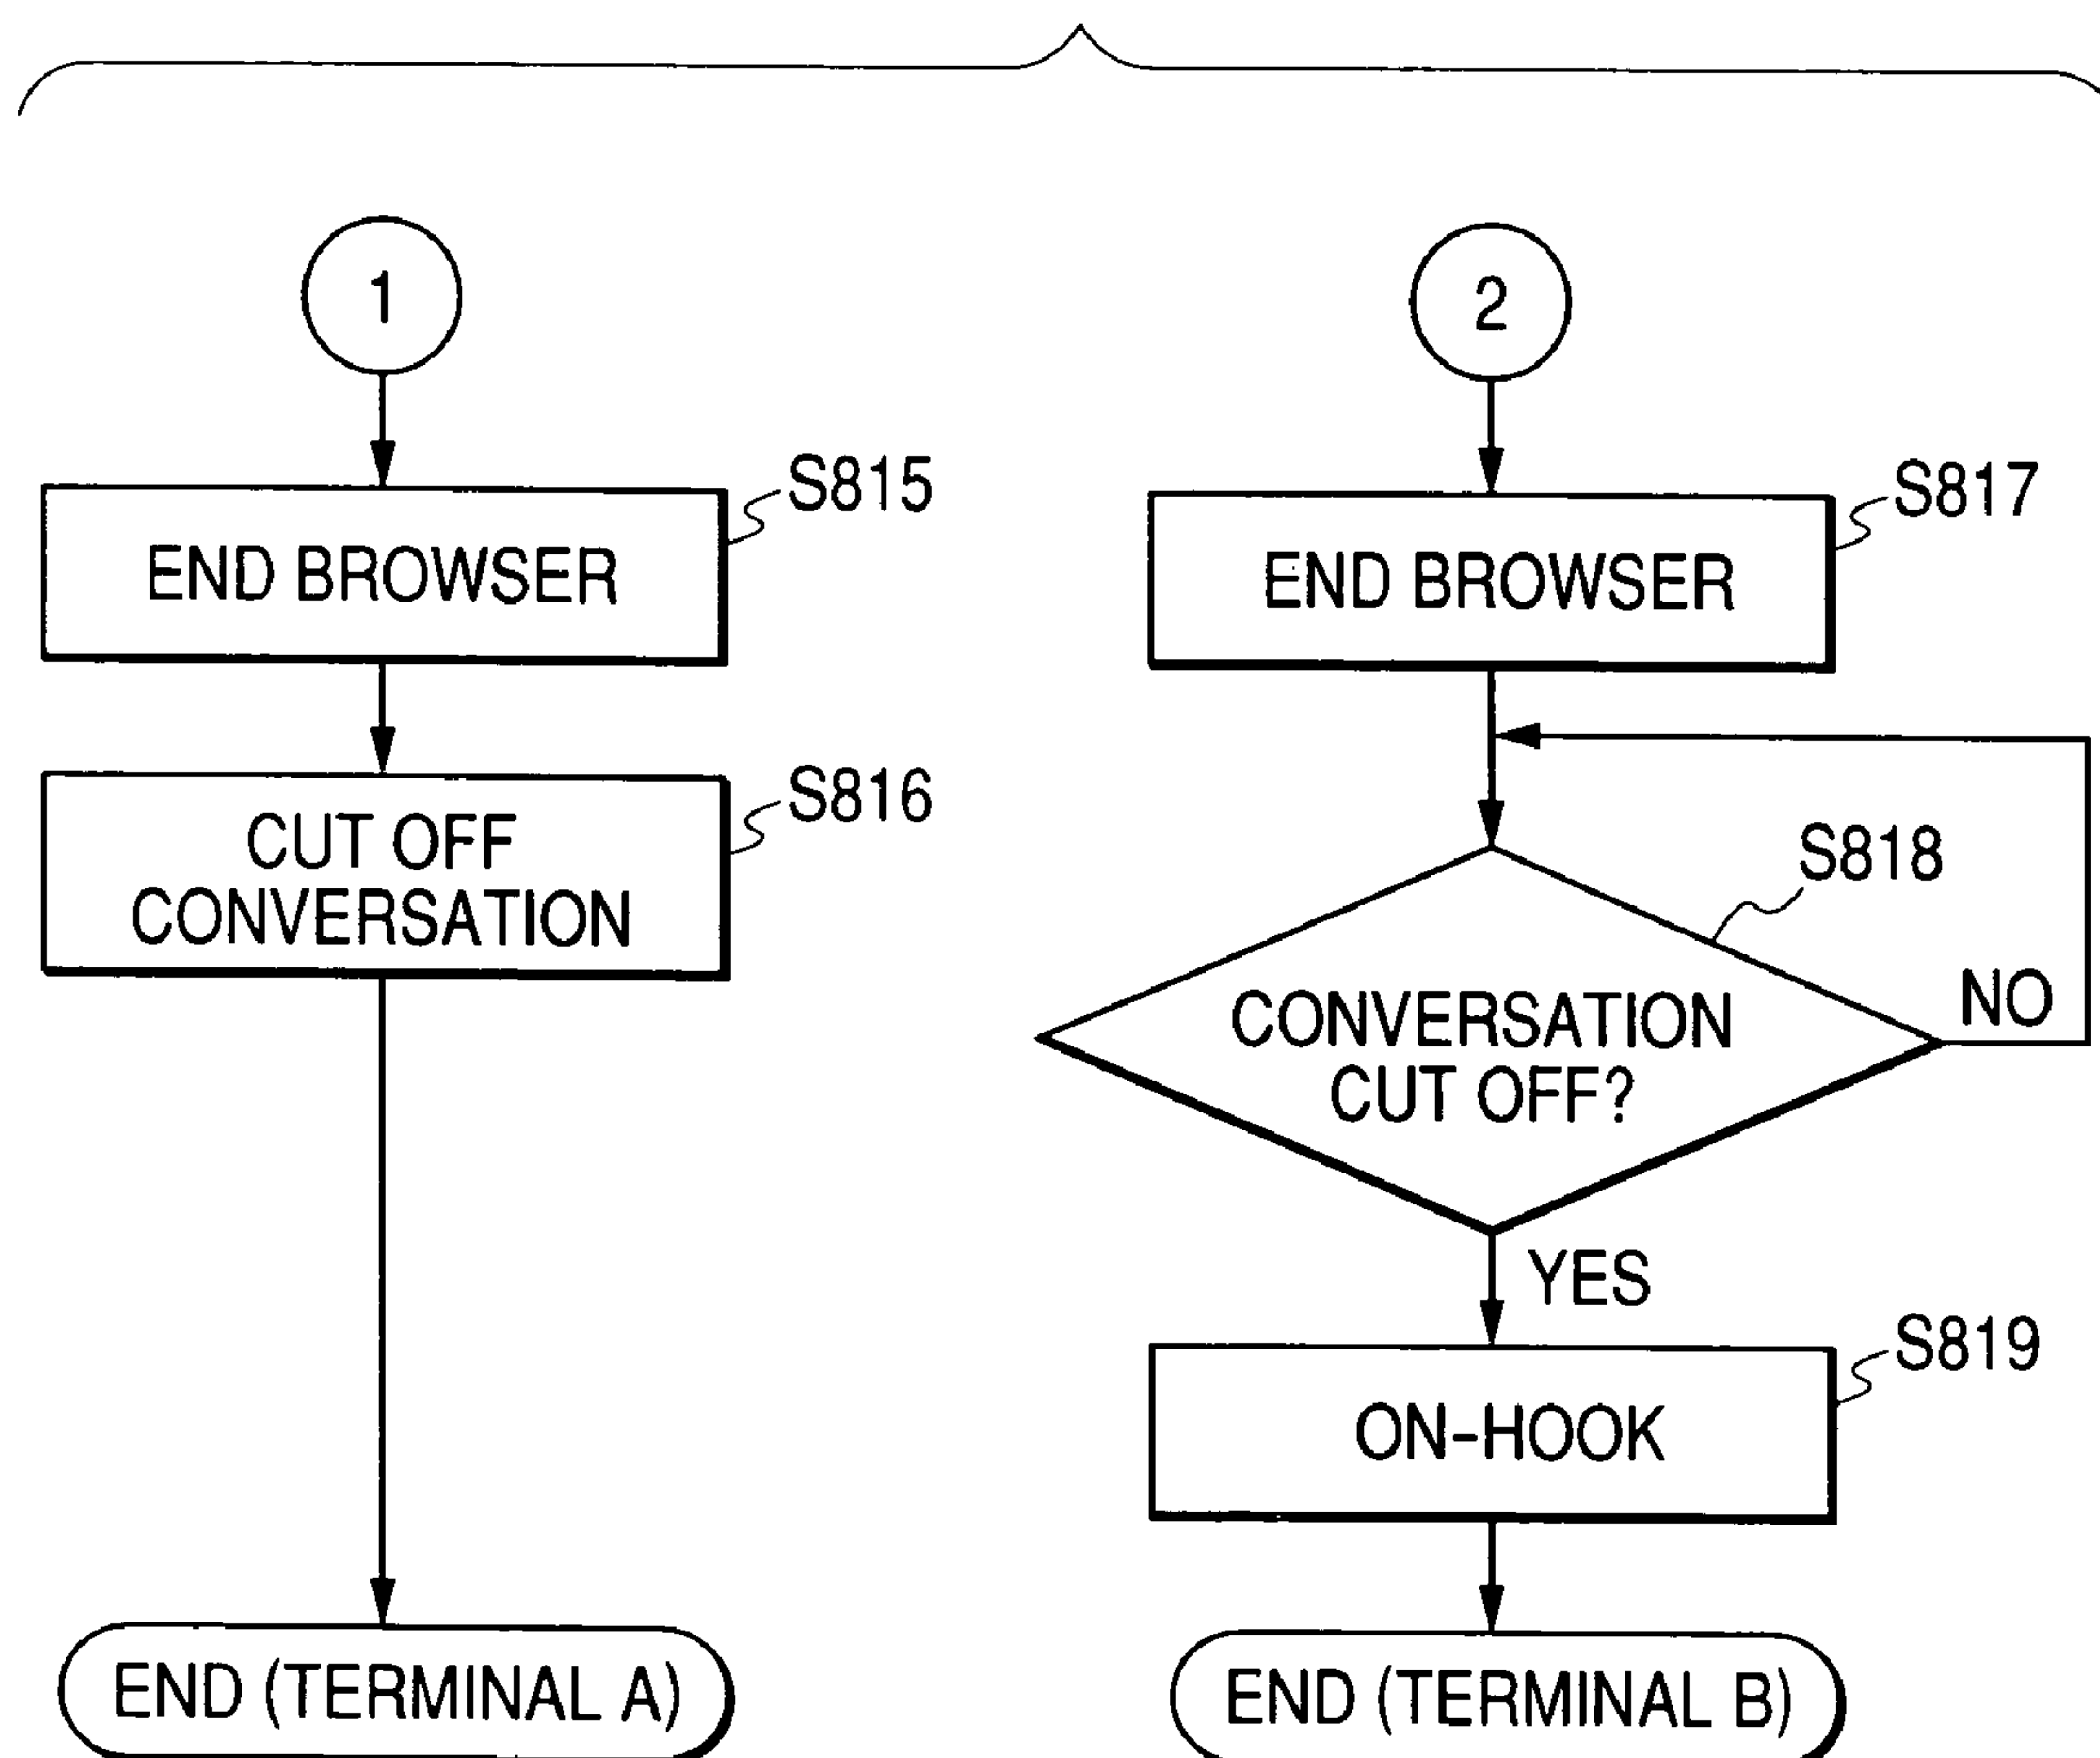 1
END BROWSER
S815
CUT OFF
CONVERSATION
S816
END (TERMINAL A)
2
END BROWSER
S817
S818
CONVERSATION
CUT OFF?
NO
YES
S819
ON-HOOK
END (TERMINAL B)